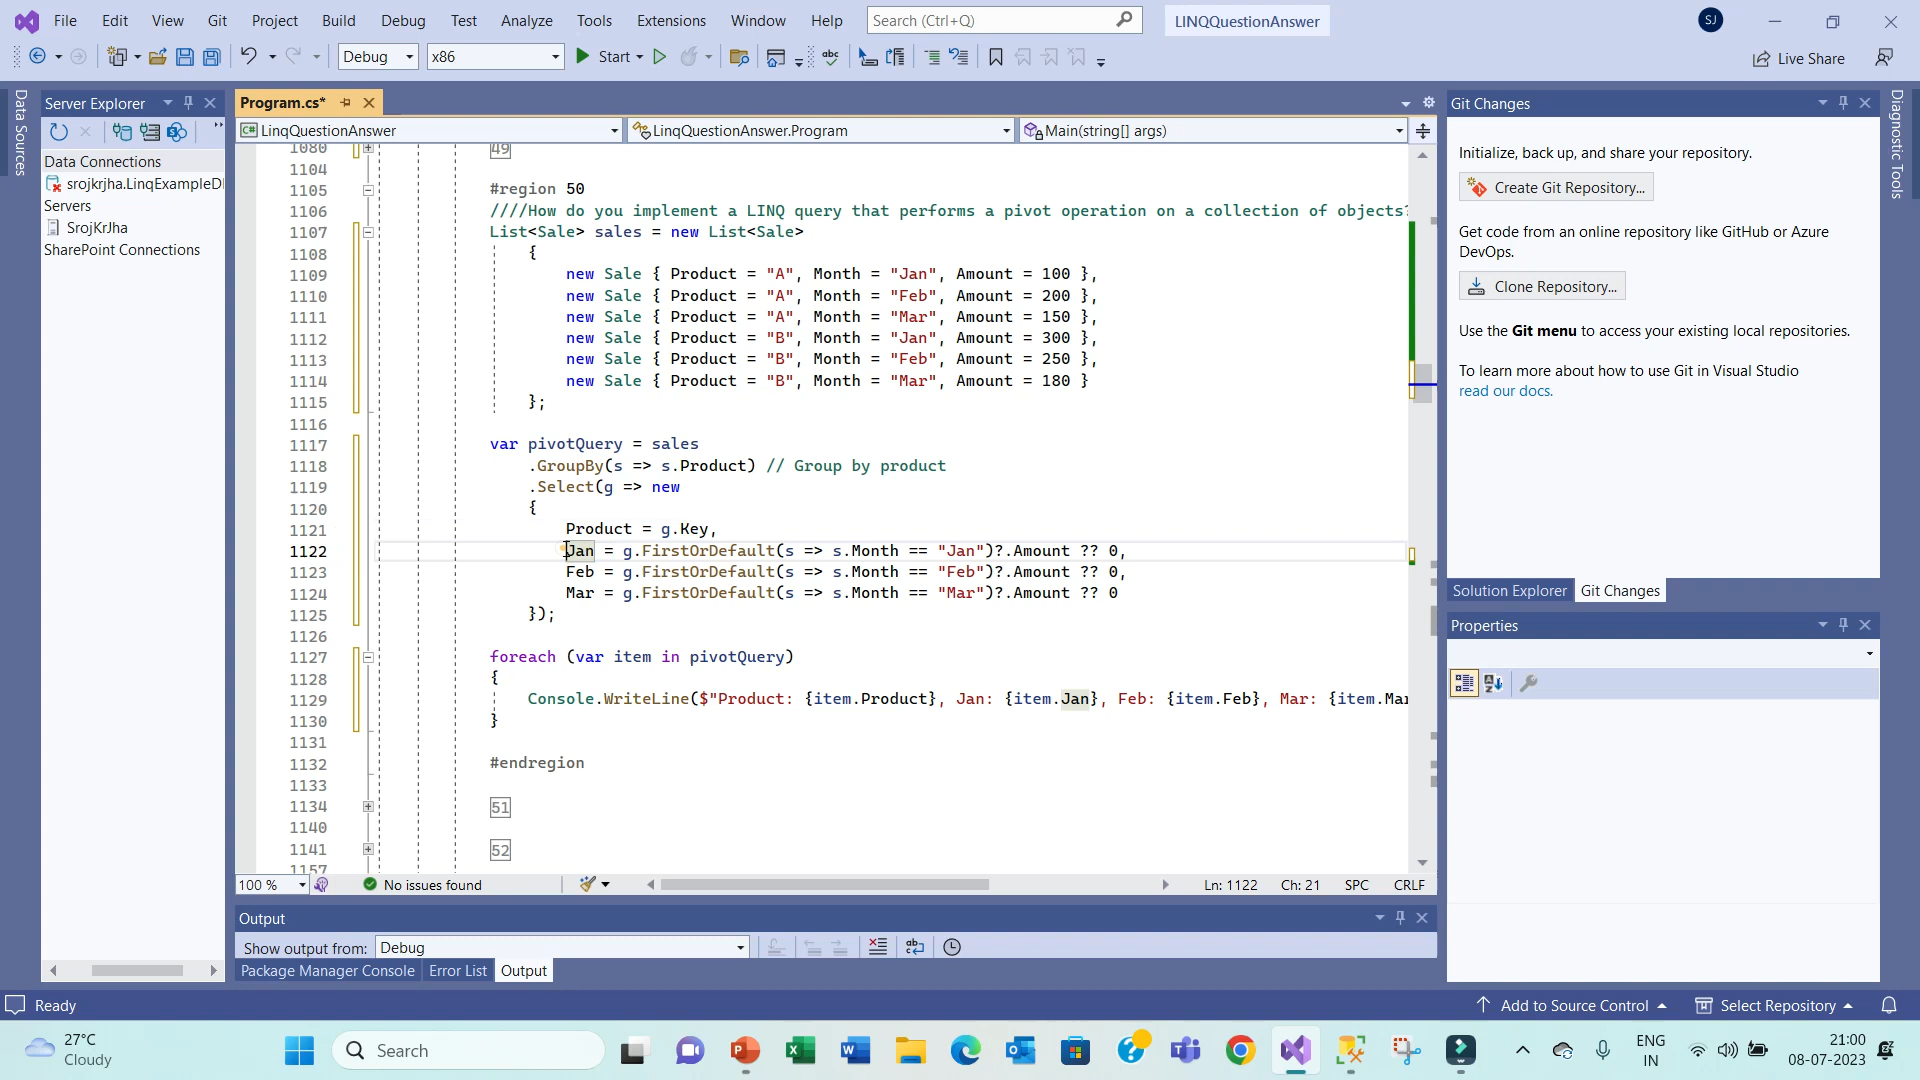 File Edit View Git Project Build Debug Test Analyze Tools Extensions Window Help Search (Ctrl+Q) LINQQuestionAnswer SJ
Debug x86 Start Live Share
Data Sources
Server Explorer
Data Connections
srojkrjha.LinqExampleD
Servers
SrojKrJha
SharePoint Connections
Program.cs*
LinqQuestionAnswer LinqQuestionAnswer.Program Main(string[] args)
1080 49
1104
1105 #region 50
1106 ////How do you implement a LINQ query that performs a pivot operation on a collection of objects?
1107 List<Sale> sales = new List<Sale>
1108 {
1109 new Sale { Product = "A", Month = "Jan", Amount = 100 },
1110 new Sale { Product = "A", Month = "Feb", Amount = 200 },
1111 new Sale { Product = "A", Month = "Mar", Amount = 150 },
1112 new Sale { Product = "B", Month = "Jan", Amount = 300 },
1113 new Sale { Product = "B", Month = "Feb", Amount = 250 },
1114 new Sale { Product = "B", Month = "Mar", Amount = 180 }
1115 };
1116
1117 var pivotQuery = sales
1118 .GroupBy(s => s.Product) // Group by product
1119 .Select(g => new
1120 {
1121 Product = g.Key,
1122 Jan = g.FirstOrDefault(s => s.Month == "Jan")?.Amount ?? 0,
1123 Feb = g.FirstOrDefault(s => s.Month == "Feb")?.Amount ?? 0,
1124 Mar = g.FirstOrDefault(s => s.Month == "Mar")?.Amount ?? 0
1125 });
1126
1127 foreach (var item in pivotQuery)
1128 {
1129 Console.WriteLine($"Product: {item.Product}, Jan: {item.Jan}, Feb: {item.Feb}, Mar: {item.Mar
1130 }
1131
1132 #endregion
1133
1134 51
1140
1141 52
1157
100 % No issues found Ln: 1122 Ch: 21 SPC CRLF
Output
Show output from: Debug
Package Manager Console Error List Output
Git Changes
Initialize, back up, and share your repository.
Create Git Repository...
Get code from an online repository like GitHub or Azure
DevOps.
Clone Repository...
Use the Git menu to access your existing local repositories.
To learn more about how to use Git in Visual Studio
read our docs.
Solution Explorer Git Changes
Properties
Diagnostic Tools
Ready Add to Source Control Select Repository
27°C
Cloudy
Search
ENG
IN
21:00
08-07-2023